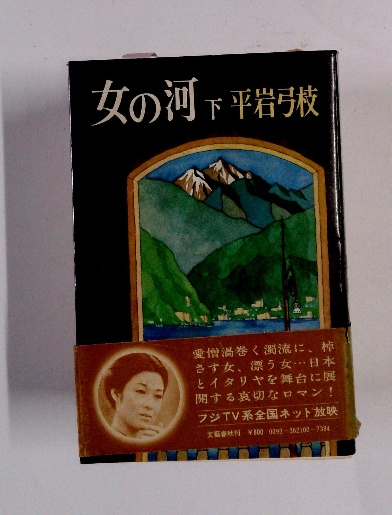 女の河 下 平岩弓枝
愛憎渦巻く濁流に、棹
さす女、漂う女…日本
とイタリヤを舞台に展
開する哀切なロマン！
フジTV系全国ネット放映
文藝春秋刊 ¥800 0093-362100-7384